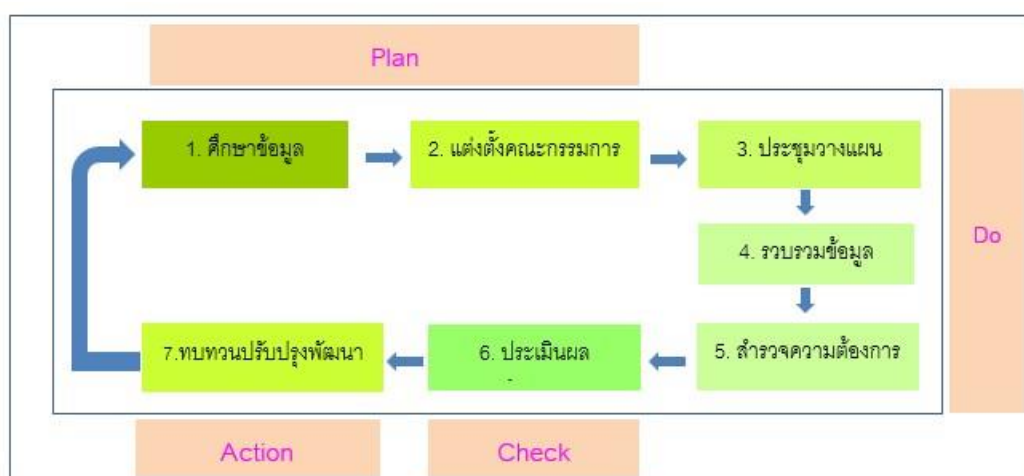 Plan
1. ศึกษาข้อมูล
2. แต่งตั้งคณะกรรมการ
3. ประชุมวางแผน
4. รวบรวมข้อมูล
Do
5. สำรวจความต้องการ
6. ประเมินผล
7.ทบทวนปรับปรุงพัฒนา
Action
Check